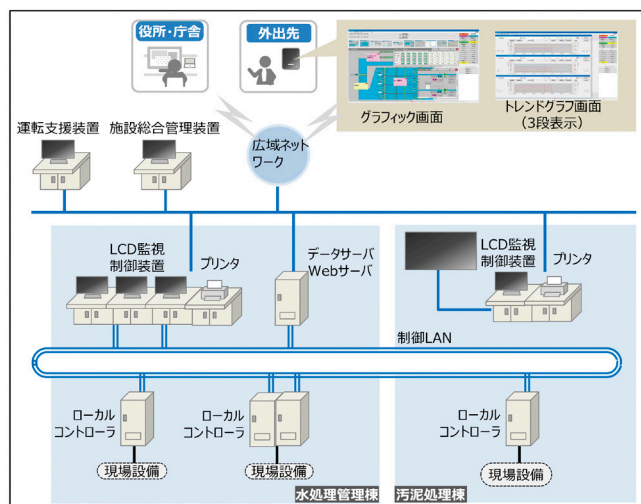 役所・庁舎
外出先
グラフィック画面
トレンドグラフ画面
（3段表示）
運転支援装置
施設総合管理装置
広域ネット
ワーク
LCD監視
制御装置
プリンタ
データサーバ
Webサーバ
LCD監視
制御装置
プリンタ
制御LAN
ローカル
コントローラ
ローカル
コントローラ
ローカル
コントローラ
現場設備
現場設備
現場設備
水処理管理棟
汚泥処理棟